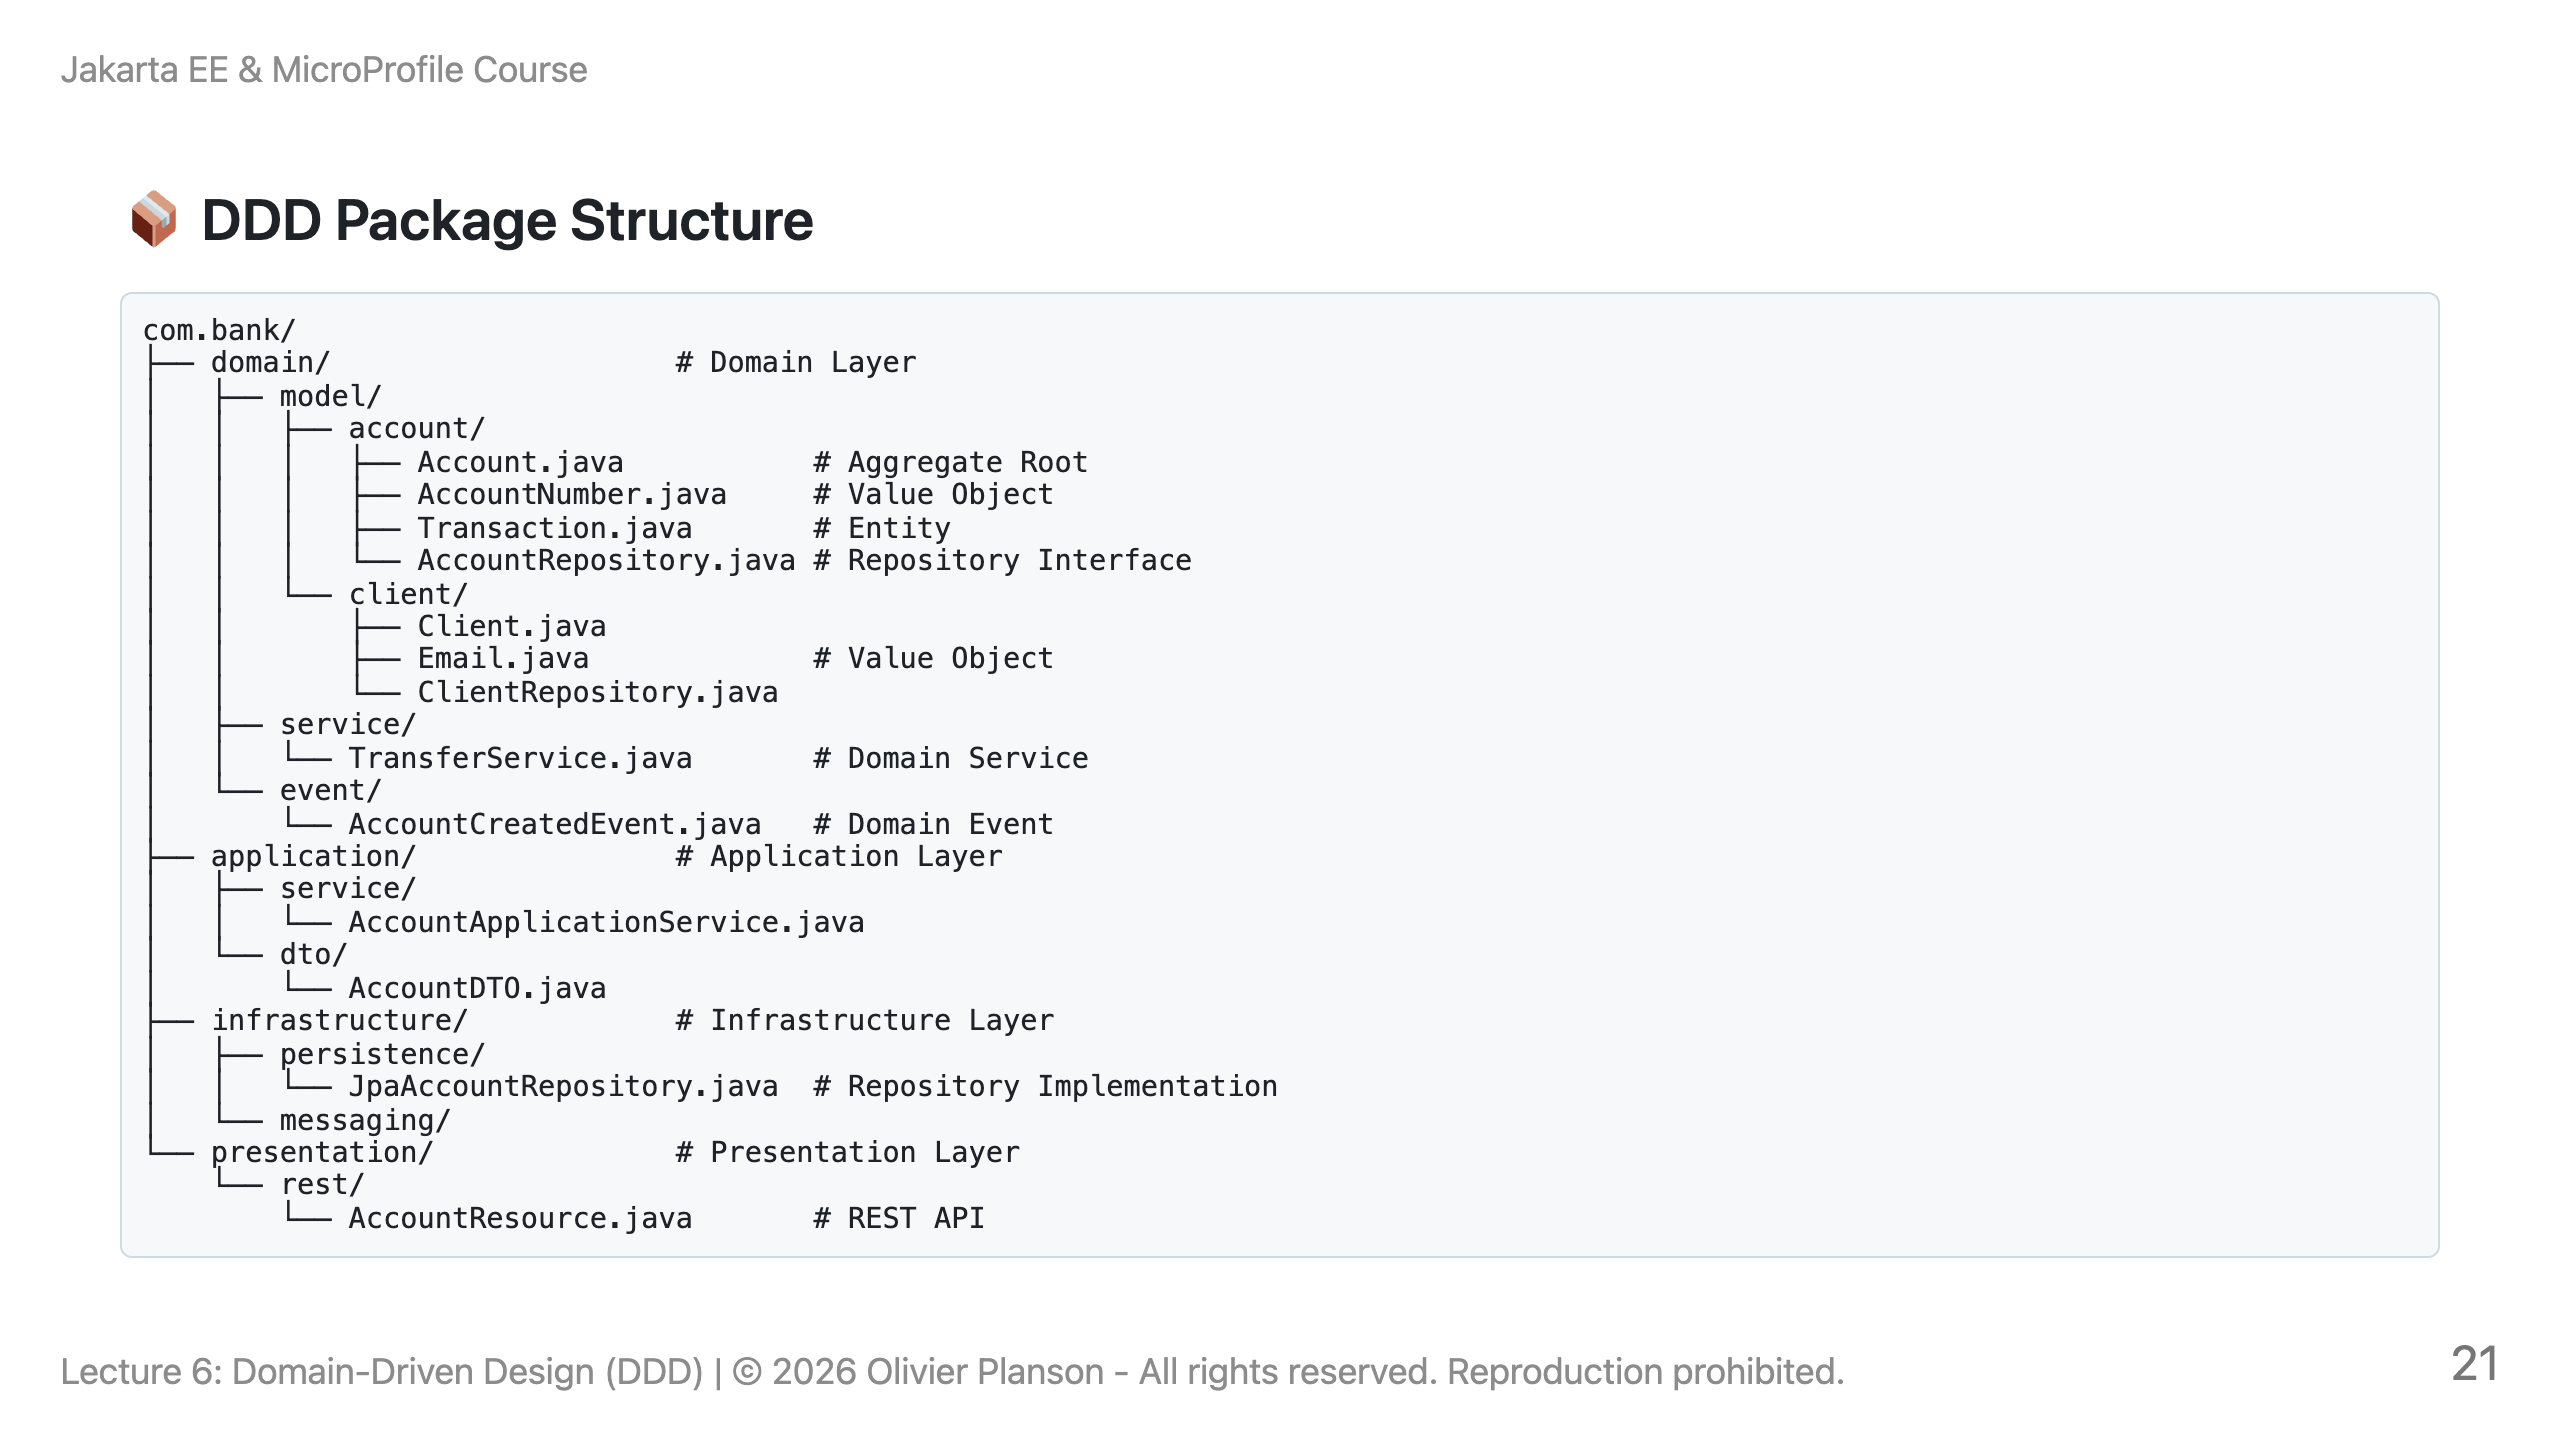 Jakarta EE & MicroProfile Course
📦 DDD Package Structure
com.bank/
├── domain/                    # Domain Layer
│   ├── model/
│   │   ├── account/
│   │   │   ├── Account.java           # Aggregate Root
│   │   │   ├── AccountNumber.java     # Value Object
│   │   │   ├── Transaction.java       # Entity
│   │   │   └── AccountRepository.java # Repository Interface
│   │   └── client/
│   │       ├── Client.java
│   │       ├── Email.java             # Value Object
│   │       └── ClientRepository.java
│   ├── service/
│   │   └── TransferService.java       # Domain Service
│   └── event/
│       └── AccountCreatedEvent.java   # Domain Event
├── application/               # Application Layer
│   ├── service/
│   │   └── AccountApplicationService.java
│   └── dto/
│       └── AccountDTO.java
├── infrastructure/            # Infrastructure Layer
│   ├── persistence/
│   │   └── JpaAccountRepository.java  # Repository Implementation
│   └── messaging/
└── presentation/              # Presentation Layer
    └── rest/
        └── AccountResource.java       # REST API
Lecture 6: Domain-Driven Design (DDD) | © 2026 Olivier Planson - All rights reserved. Reproduction prohibited.
21